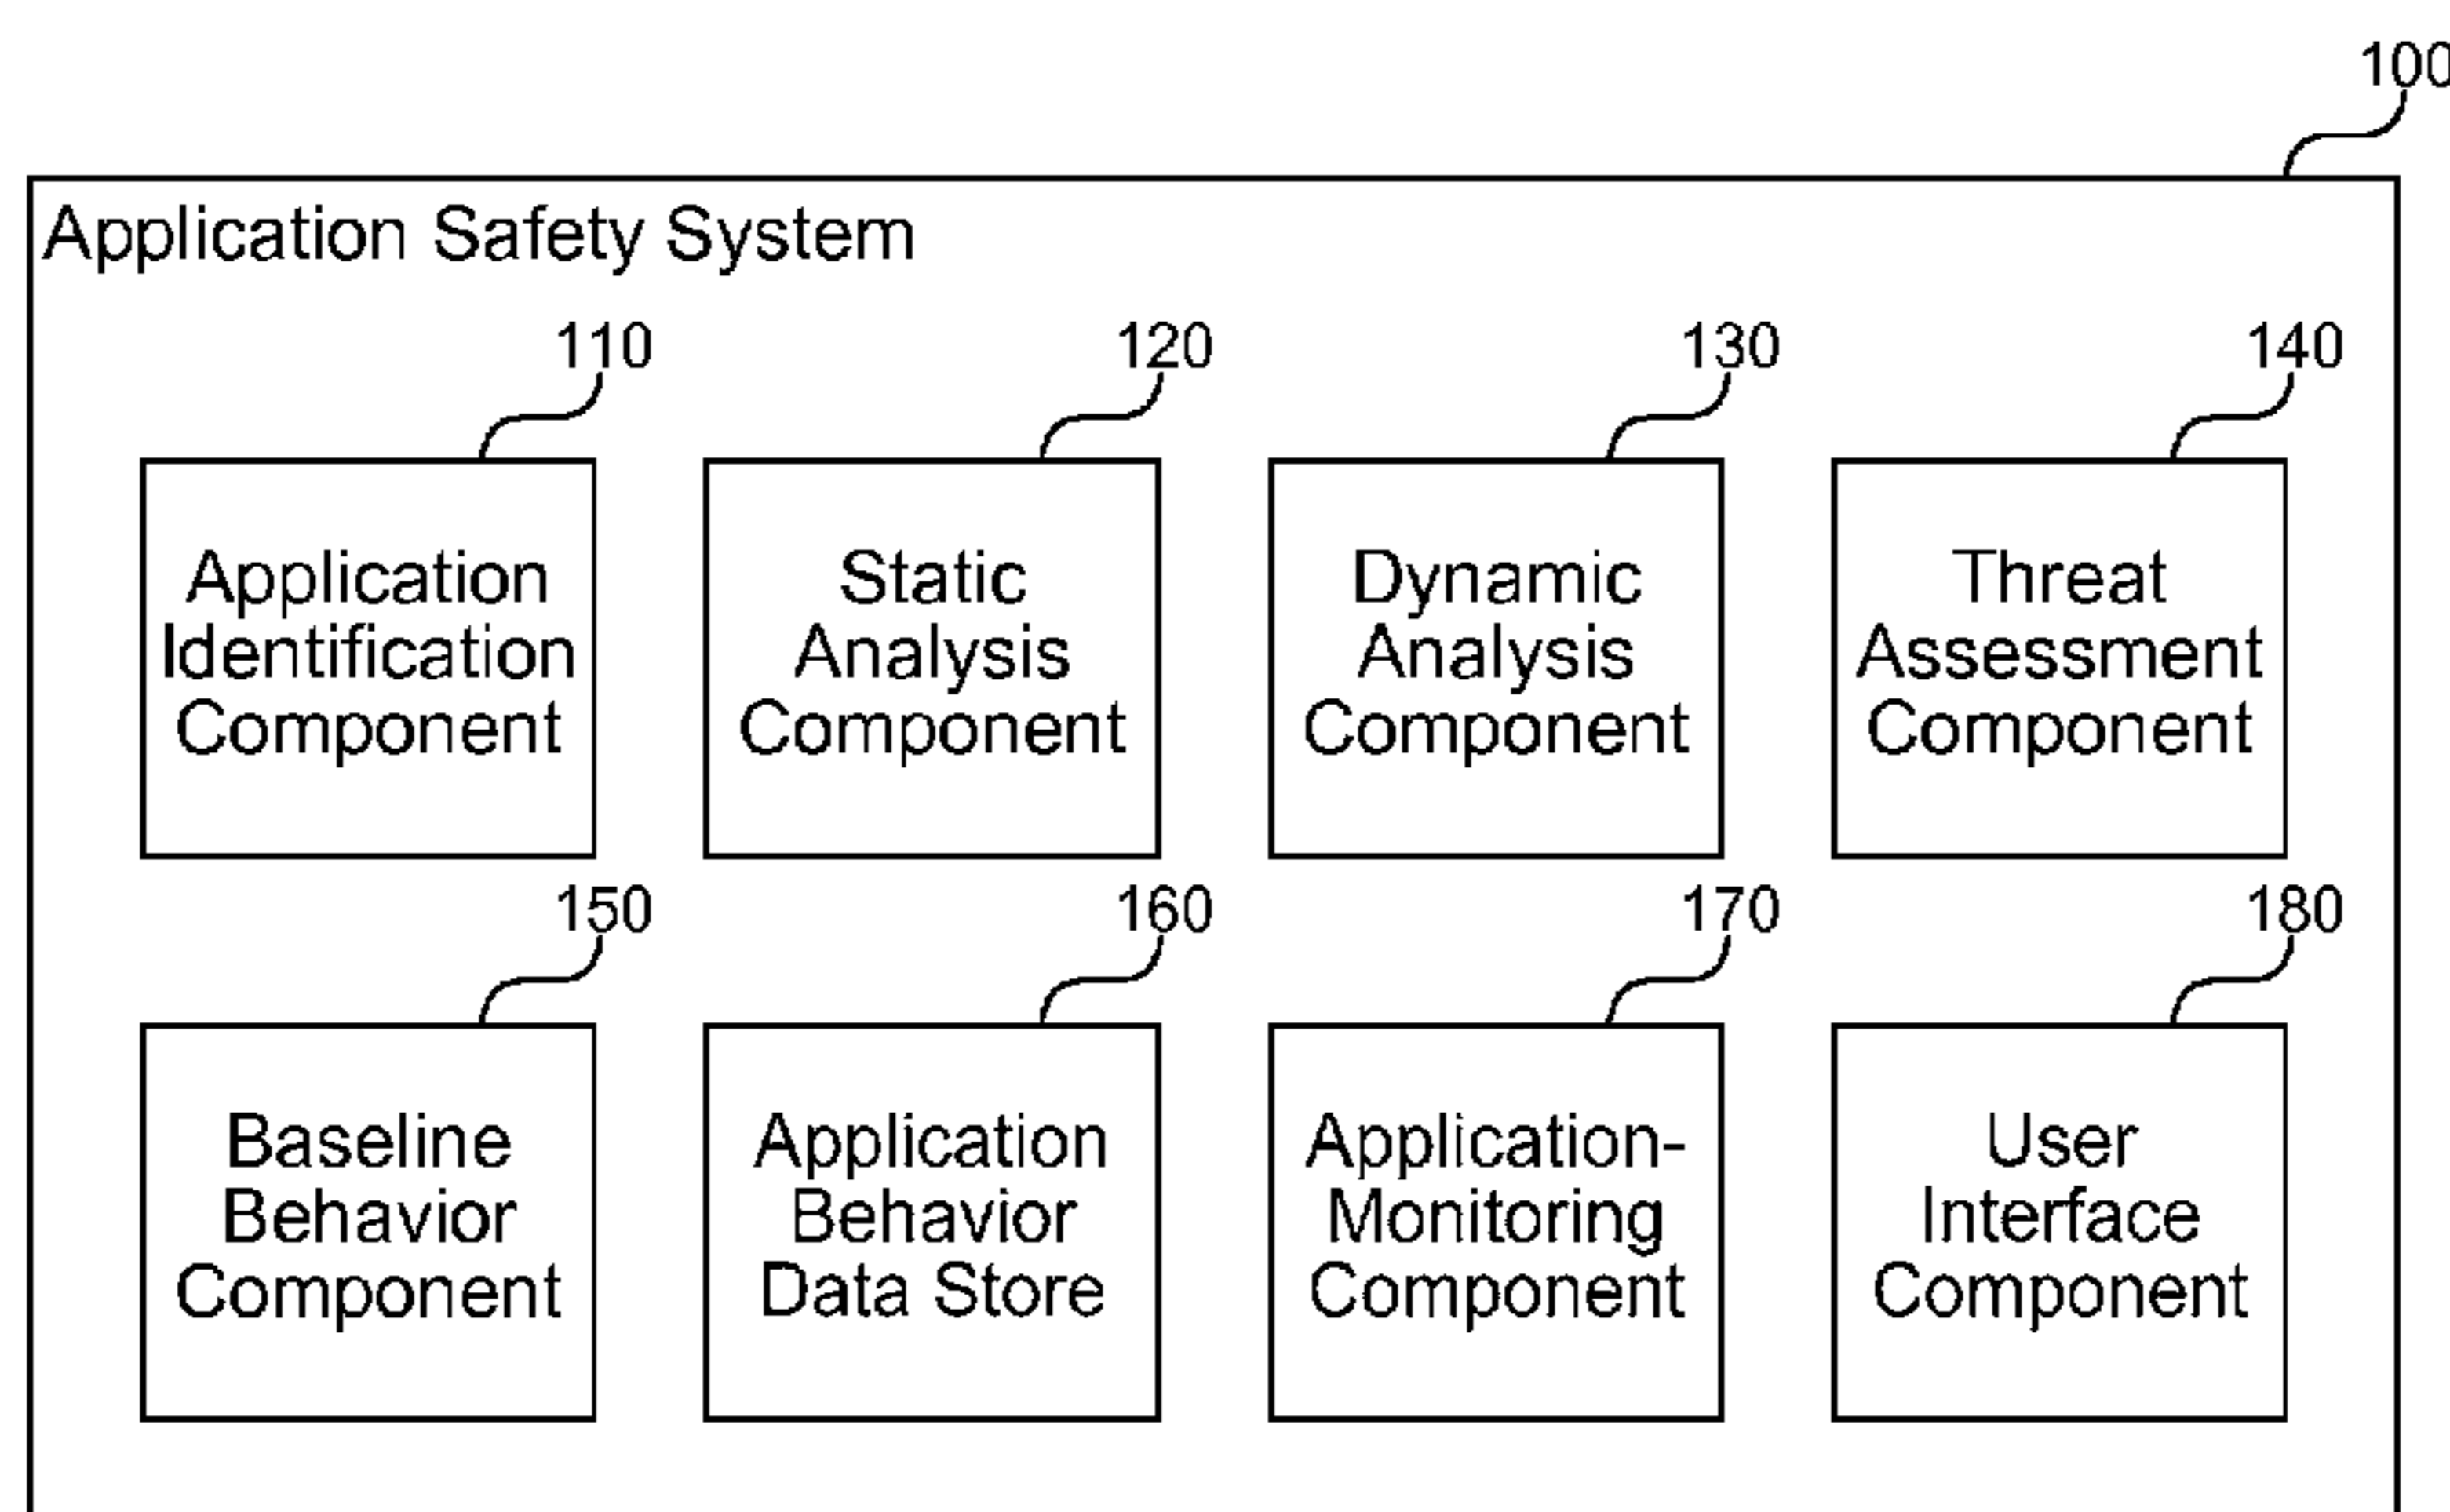 100
Application Safety System
110
120
130
140
Application
Identification
Component
Static
Analysis
Component
Dynamic
Analysis
Component
Threat
Assessment
Component
150
160
170
180
Baseline
Behavior
Component
Application
Behavior
Data Store
Application-
Monitoring
Component
User
Interface
Component